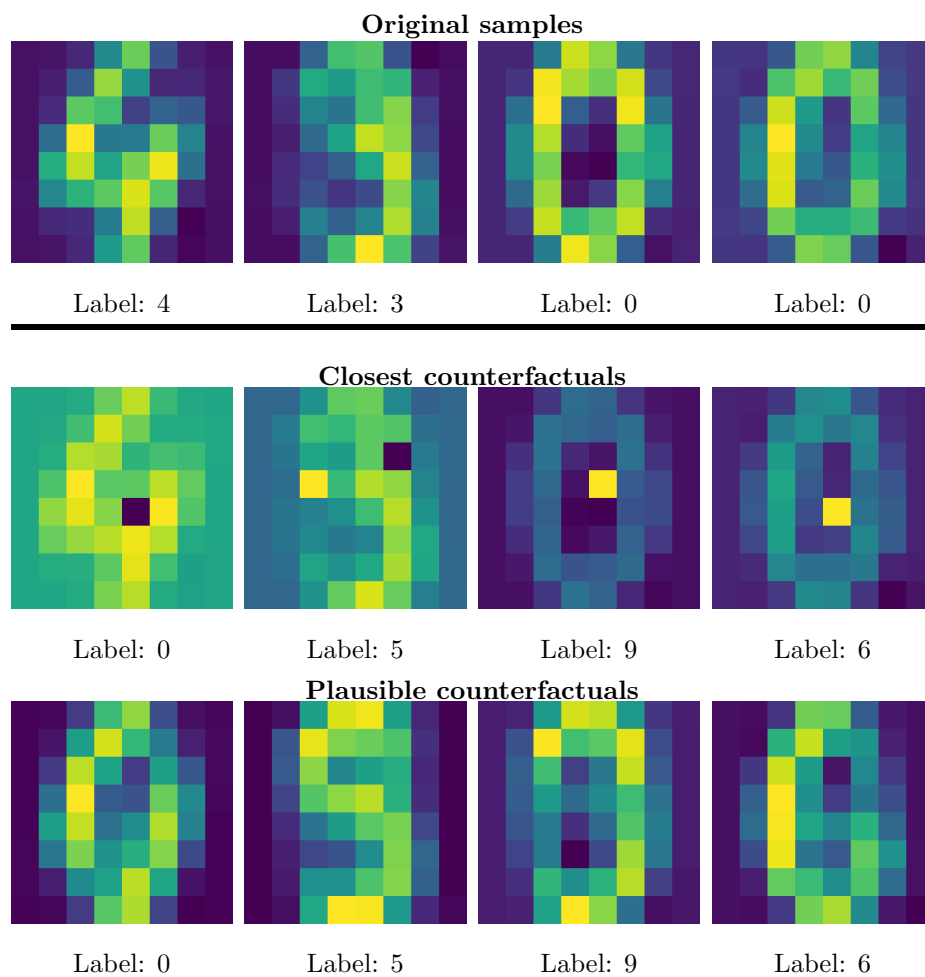 Original samples
Label: 4 Label: 3 Label: 0 Label: 0
Closest counterfactuals
Label: 0 Label: 5 Label: 9 Label: 6
Plausible counterfactuals
Label: 0 Label: 5 Label: 9 Label: 6